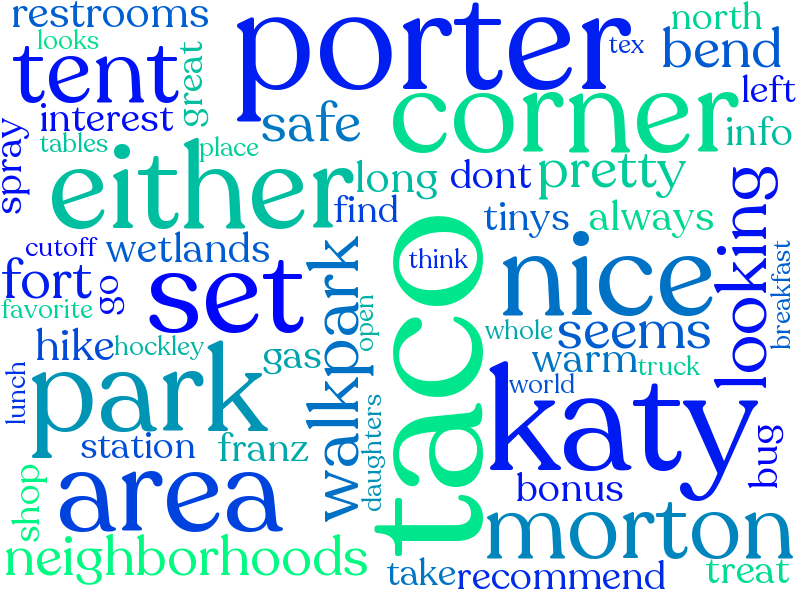 restrooms
porter
north
looks
tex
bend
tent
great
left
corner
interest
safe
info
spray
tables
place
either
long
dont
pretty
looking
find
tinys
always
cutoff
wetlands
think
nice
breakfast
fort
go
set
walkpark
taco
favorite
open
whole
seems
hike
hockley
gas
warm
truck
lunch
park
world
katy
daughters
station
franz
bug
shop
area
bonus
morton
neighborhoods
take
recommend
treat